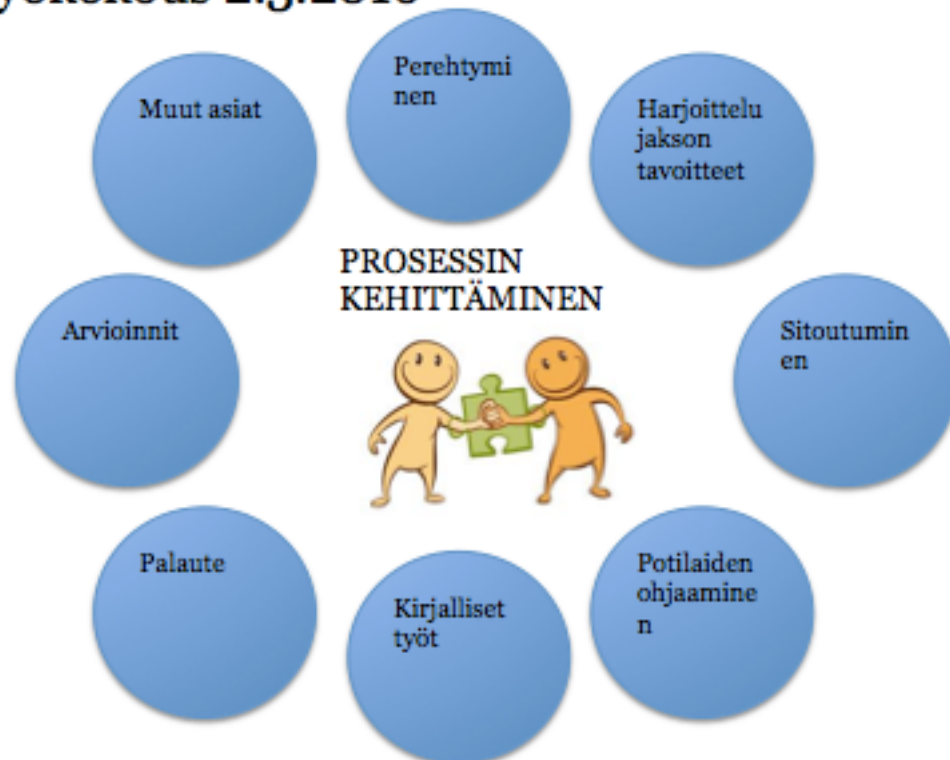 Perehtymi
nen
Harjoittelu
jakson
tavoitteet
Sitoutumin
en
Potilaiden
ohjaamine
n
Kirjalliset
työt
Palaute
Arvioinnit
Muut asiat
PROSESSIN
KEHITTÄMINEN